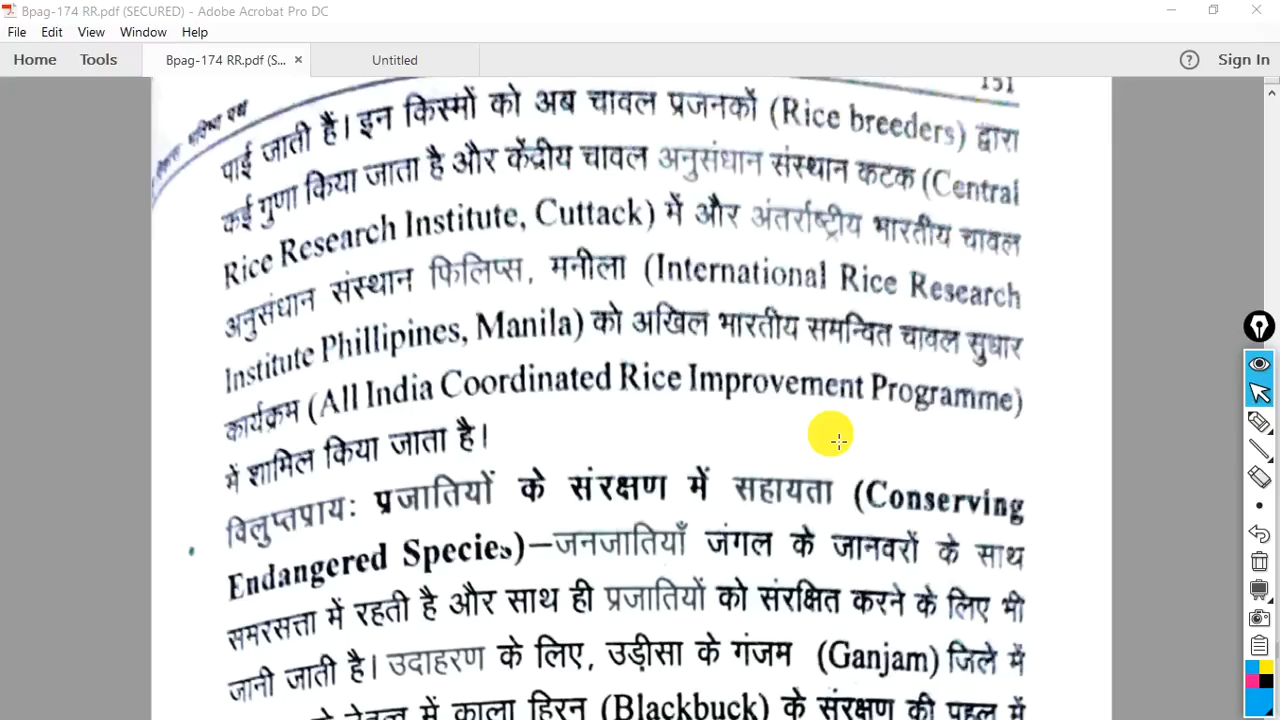 Bpag-174 RR.pdf (SECURED) - Adobe Acrobat Pro DC
File Edit View Window Help
Home Tools Bpag-174 RR.pdf (S... × Untitled Sign In
151
पाई जाती हैं। इन किस्मों को अब चावल प्रजनकों (Rice breeders) द्वारा
कई गुणा किया जाता है और केंद्रीय चावल अनुसंधान संस्थान कटक (Central
Rice Research Institute, Cuttack) में और अंतर्राष्ट्रीय भारतीय चावल
अनुसंधान संस्थान फिलिप्स, मनीला (International Rice Research
Institute Phillipines, Manila) को अखिल भारतीय समन्वित चावल सुधार
कार्यक्रम (All India Coordinated Rice Improvement Programme)
में शामिल किया जाता है।
विलुप्तप्रायः प्रजातियों के संरक्षण में सहायता (Conserving
Endangered Species)–जनजातियाँ जंगल के जानवरों के साथ
समरसत्ता में रहती है और साथ ही प्रजातियों को संरक्षित करने के लिए भी
जानी जाती है। उदाहरण के लिए, उड़ीसा के गंजम (Ganjam) जिले में
में काला हिरन (Blackbuck) के संरक्षण की पहल में